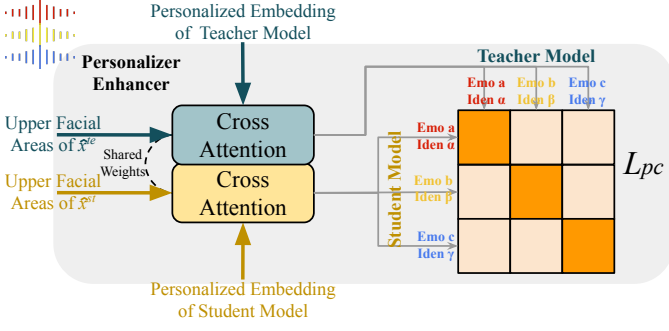 Personalized Embedding
of Teacher Model
Personalizer
Enhancer
Teacher Model
Emo a
Iden α
Emo b
Iden β
Emo c
Iden γ
Upper Facial
Areas of x̂ᵗᵉ
Cross
Attention
Shared
Weights
Upper Facial
Areas of x̂ˢᵗ
Cross
Attention
Student Model
Emo a
Iden α
Emo b
Iden β
Emo c
Iden γ
Lpc
Personalized Embedding
of Student Model